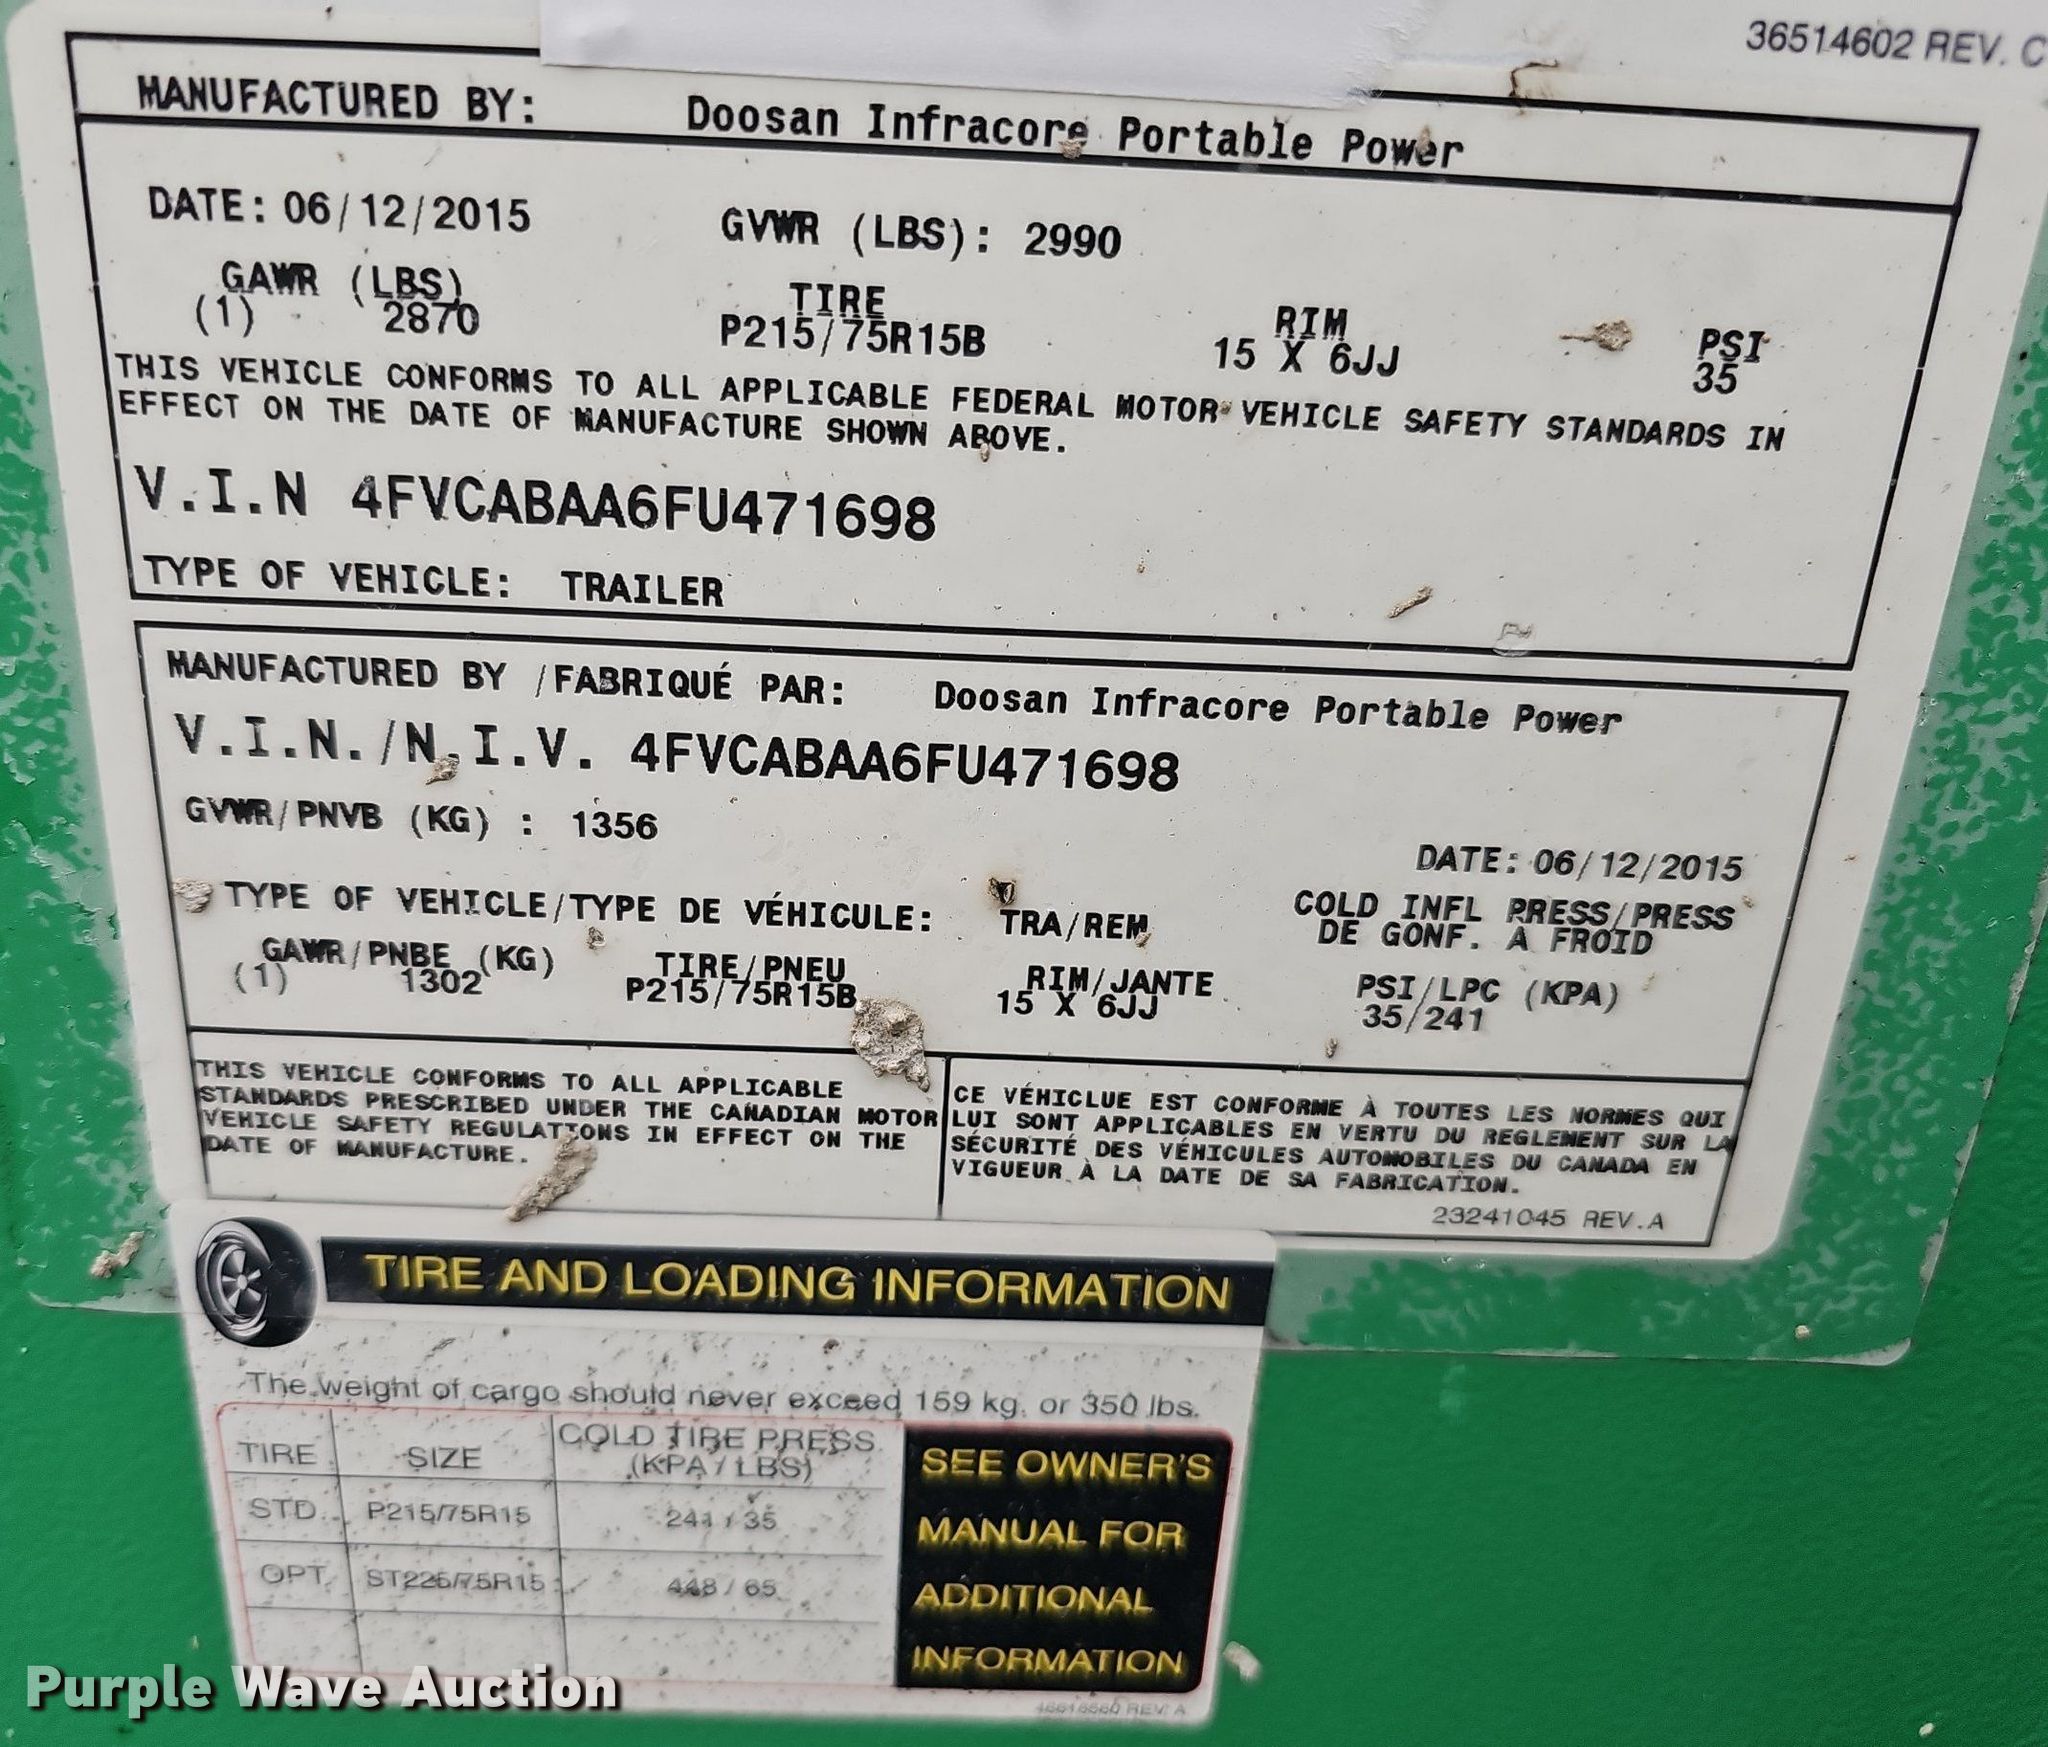 36514602 REV. C
MANUFACTURED BY: Doosan Infracore Portable Power
DATE: 06/12/2015 GVWR (LBS): 2990
GAWR (LBS) TIRE RIM PSI
(1) 2870 P215/75R15B 15 X 6JJ 35
THIS VEHICLE CONFORMS TO ALL APPLICABLE FEDERAL MOTOR VEHICLE SAFETY STANDARDS IN
EFFECT ON THE DATE OF MANUFACTURE SHOWN ABOVE.
V.I.N 4FVCABAA6FU471698
TYPE OF VEHICLE: TRAILER
MANUFACTURED BY /FABRIQUÉ PAR: Doosan Infracore Portable Power
V.I.N./N.I.V. 4FVCABAA6FU471698
GVWR/PNVB (KG) : 1356
DATE: 06/12/2015
TYPE OF VEHICLE/TYPE DE VÉHICULE: TRA/REM
COLD INFL PRESS/PRESS
DE GONF. A FROID
GAWR/PNBE (KG) TIRE/PNEU RIM/JANTE PSI/LPC (KPA)
(1) 1302 P215/75R15B 15 X 6JJ 35/241
THIS VEHICLE CONFORMS TO ALL APPLICABLE
STANDARDS PRESCRIBED UNDER THE CANADIAN MOTOR
VEHICLE SAFETY REGULATIONS IN EFFECT ON THE
DATE OF MANUFACTURE.
CE VÉHICLUE EST CONFORME À TOUTES LES NORMES QUI
LUI SONT APPLICABLES EN VERTU DU REGLEMENT SUR LA
SÉCURITÉ DES VÉHICULES AUTOMOBILES DU CANADA EN
VIGUEUR À LA DATE DE SA FABRICATION.
23241045 REV.A
TIRE AND LOADING INFORMATION
The weight of cargo should never exceed 159 kg. or 350 lbs.
TIRE SIZE COLD TIRE PRESS
(KPA / LBS)
STD. P215/75R15 241 / 35
OPT. ST225/75R15 448 / 65
SEE OWNER'S
MANUAL FOR
ADDITIONAL
INFORMATION
REV. A
Purple Wave Auction